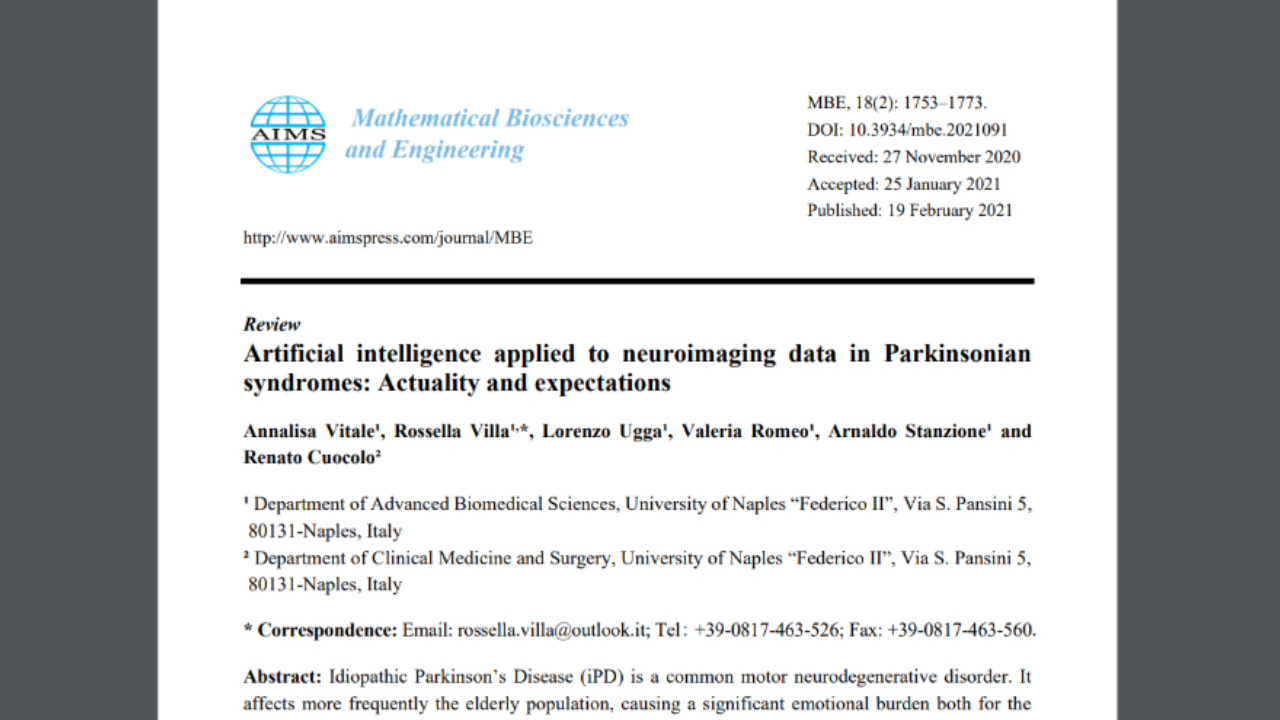 AIMS
Mathematical Biosciences
and Engineering
MBE, 18(2): 1753–1773.
DOI: 10.3934/mbe.2021091
Received: 27 November 2020
Accepted: 25 January 2021
Published: 19 February 2021
http://www.aimspress.com/journal/MBE
Review
Artificial intelligence applied to neuroimaging data in Parkinsonian
syndromes: Actuality and expectations
Annalisa Vitale¹, Rossella Villa¹,*, Lorenzo Ugga¹, Valeria Romeo¹, Arnaldo Stanzione¹ and
Renato Cuocolo²
¹ Department of Advanced Biomedical Sciences, University of Naples “Federico II”, Via S. Pansini 5,
80131-Naples, Italy
² Department of Clinical Medicine and Surgery, University of Naples “Federico II”, Via S. Pansini 5,
80131-Naples, Italy
* Correspondence: Email: rossella.villa@outlook.it; Tel: +39-0817-463-526; Fax: +39-0817-463-560.
Abstract: Idiopathic Parkinson’s Disease (iPD) is a common motor neurodegenerative disorder. It
affects more frequently the elderly population, causing a significant emotional burden both for the